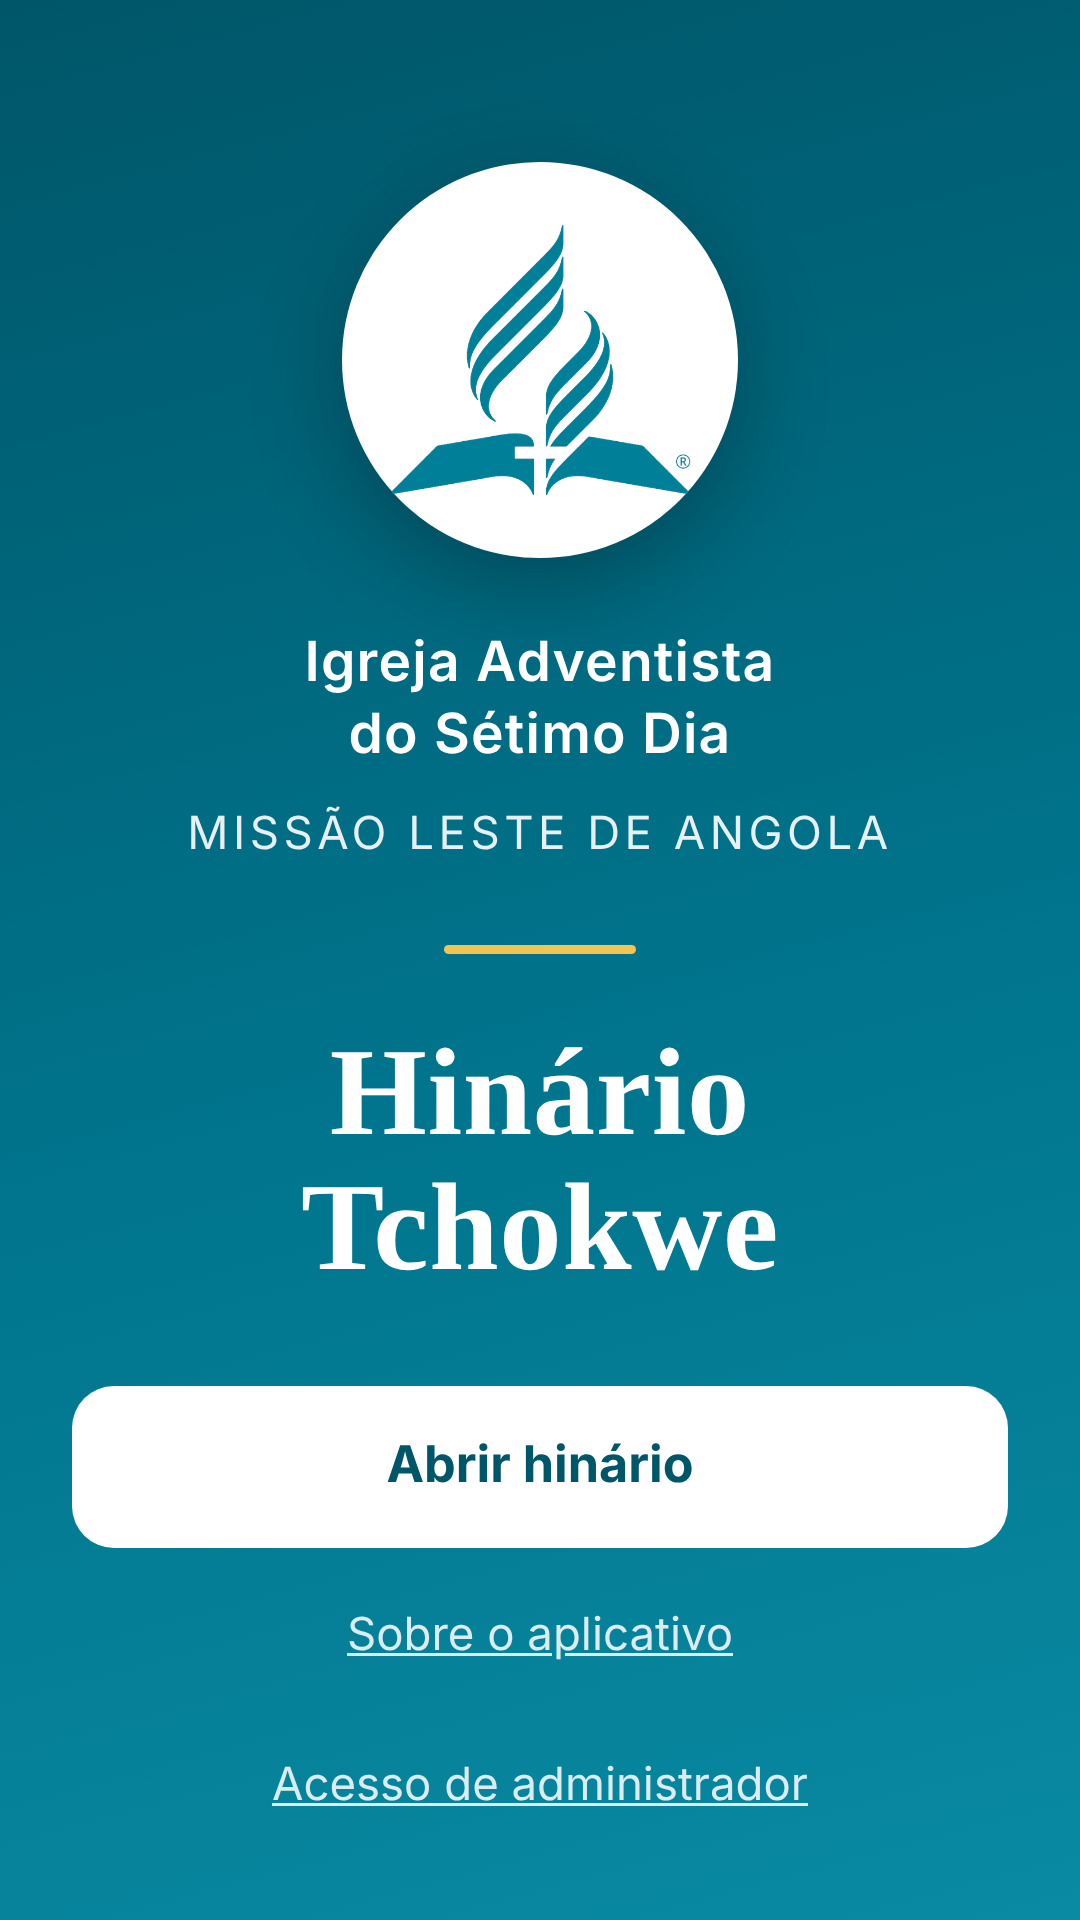 ®
Igreja Adventista
do Sétimo Dia
MISSÃO LESTE DE ANGOLA
Hinário
Tchokwe
Abrir hinário
Sobre o aplicativo
Acesso de administrador